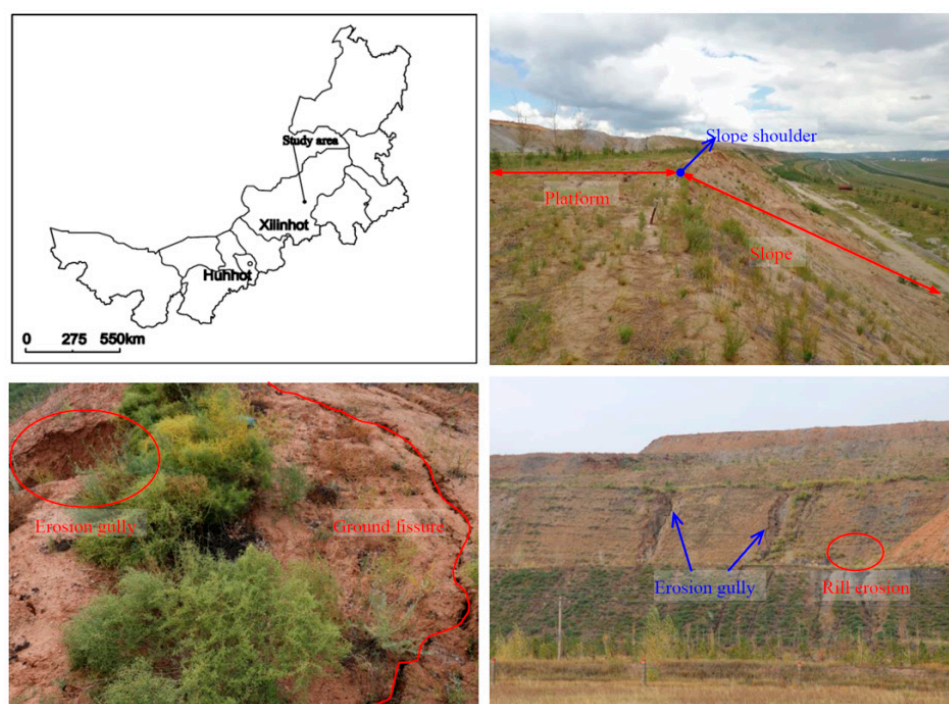 Study area
Xilinhot
Huhhot
0 275 550km
Slope shoulder
Platform
Slope
Erosion gully
Ground fissure
Erosion gully
Rill erosion